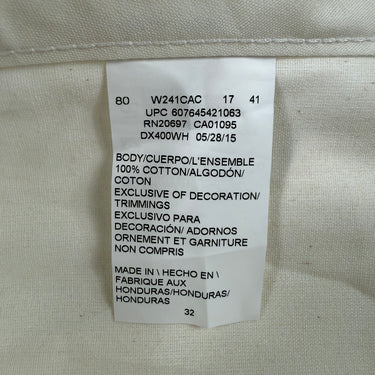 80 W241CAC 17 41
UPC 607645421063
RN20697 CA01095
DX400WH 05/28/15
BODY/CUERPO/L'ENSEMBLE
100% COTTON/ALGODÓN/
COTON
EXCLUSIVE OF DECORATION/
TRIMMINGS
EXCLUSIVO PARA
DECORACIÓN/ ADORNOS
ORNEMENT ET GARNITURE
NON COMPRIS
MADE IN \ HECHO EN \
FABRIQUE AUX
HONDURAS/HONDURAS/
HONDURAS
32